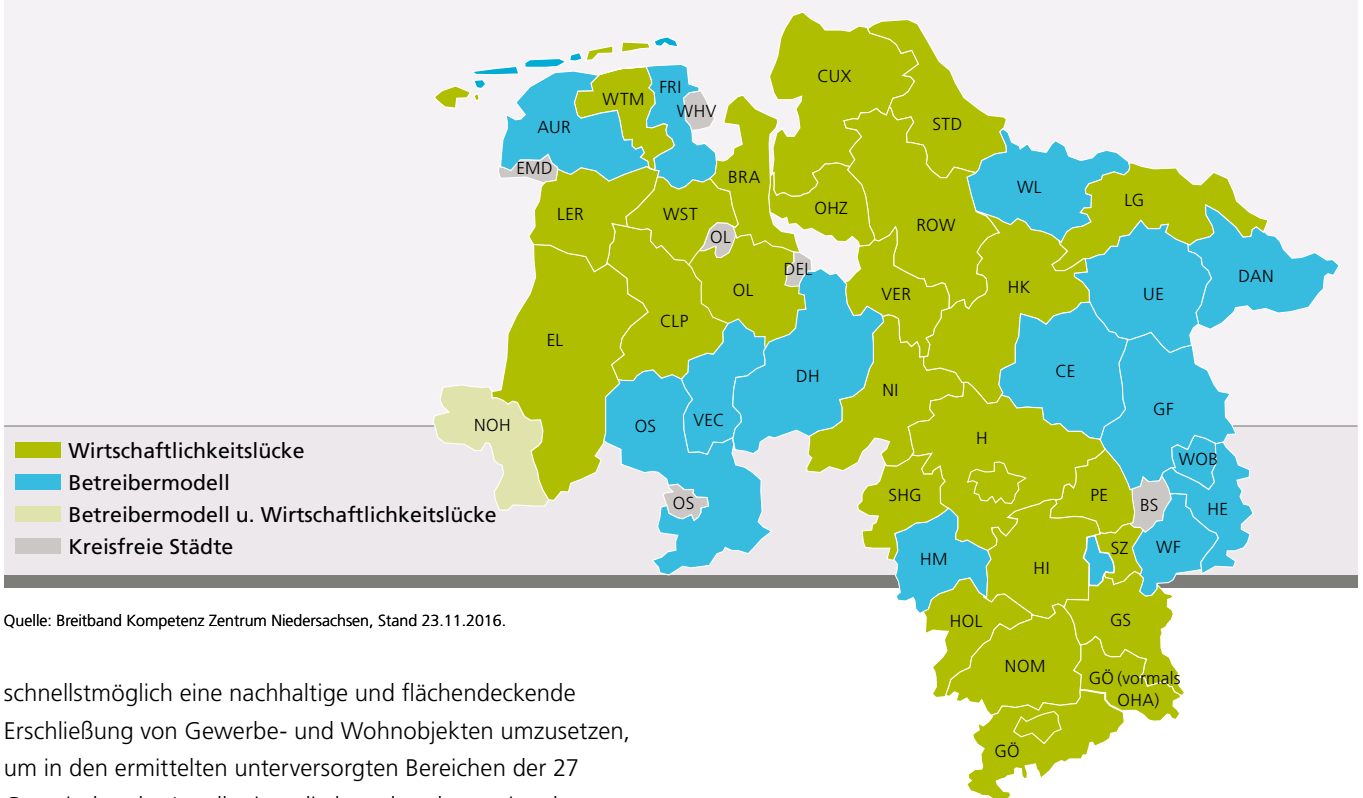 CUX
FRI
WTM
WHV
STD
AUR
EMD
BRA
WL
LG
LER
WST
OHZ
ROW
OL
DEL
DAN
OL
VER
HK
UE
CLP
EL
DH
CE
NI
GF
NOH
OS
VEC
H
WOB
Wirtschaftlichkeitslücke
Betreibermodell
Betreibermodell u. Wirtschaftlichkeitslücke
Kreisfreie Städte
OS
SHG
PE
BS
HE
SZ
WF
HM
HI
Quelle: Breitband Kompetenz Zentrum Niedersachsen, Stand 23.11.2016.
HOL
GS
NOM
GÖ (vormals
OHA)
GÖ
schnellstmöglich eine nachhaltige und flächendeckende
Erschließung von Gewerbe- und Wohnobjekten umzusetzen,
um in den ermittelten unterversorgten Bereichen der 27